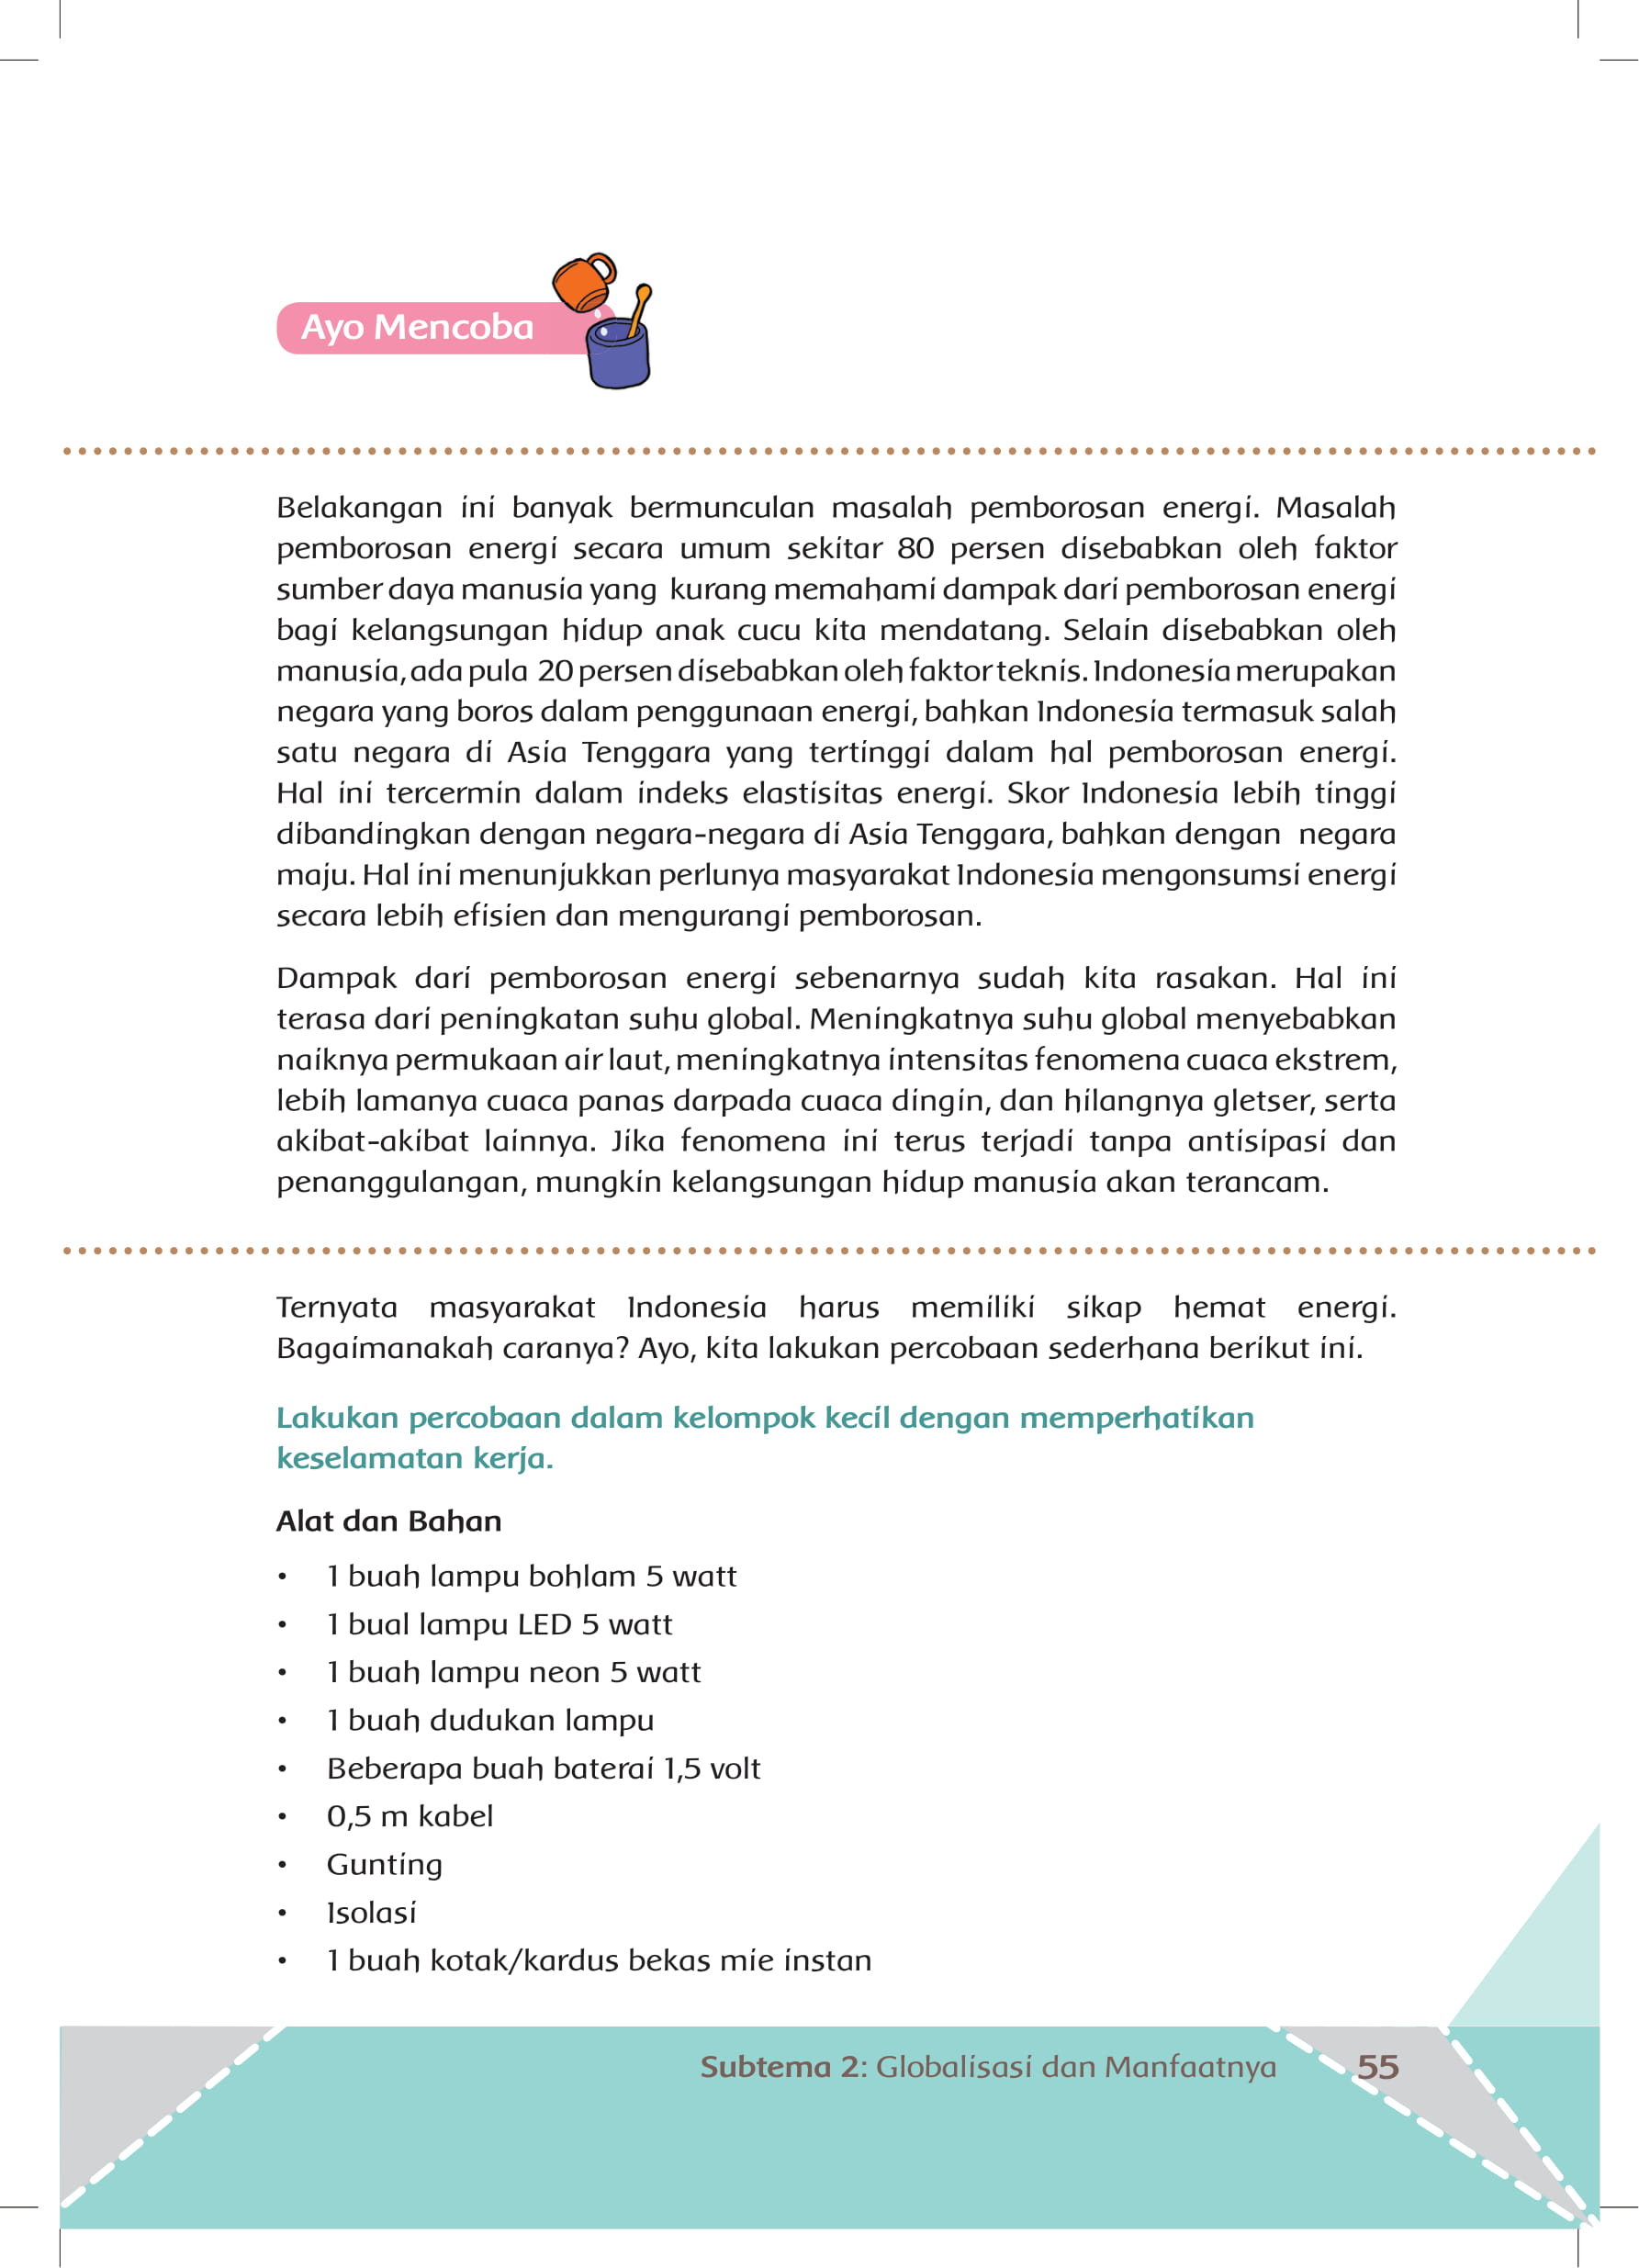 Ayo Mencoba
Belakangan ini banyak bermunculan masalah pemborosan energi. Masalah
pemborosan energi secara umum sekitar 80 persen disebabkan oleh faktor
sumber daya manusia yang kurang memahami dampak dari pemborosan energi
bagi kelangsungan hidup anak cucu kita mendatang. Selain disebabkan oleh
manusia, ada pula 20 persen disebabkan oleh faktor teknis. Indonesia merupakan
negara yang boros dalam penggunaan energi, bahkan Indonesia termasuk salah
satu negara di Asia Tenggara yang tertinggi dalam hal pemborosan energi.
Hal ini tercermin dalam indeks elastisitas energi. Skor Indonesia lebih tinggi
dibandingkan dengan negara-negara di Asia Tenggara, bahkan dengan negara
maju. Hal ini menunjukkan perlunya masyarakat Indonesia mengonsumsi energi
secara lebih efisien dan mengurangi pemborosan.
Dampak dari pemborosan energi sebenarnya sudah kita rasakan. Hal ini
terasa dari peningkatan suhu global. Meningkatnya suhu global menyebabkan
naiknya permukaan air laut, meningkatnya intensitas fenomena cuaca ekstrem,
lebih lamanya cuaca panas darpada cuaca dingin, dan hilangnya gletser, serta
akibat-akibat lainnya. Jika fenomena ini terus terjadi tanpa antisipasi dan
penanggulangan, mungkin kelangsungan hidup manusia akan terancam.
Ternyata masyarakat Indonesia harus memiliki sikap hemat energi.
Bagaimanakah caranya? Ayo, kita lakukan percobaan sederhana berikut ini.
Lakukan percobaan dalam kelompok kecil dengan memperhatikan
keselamatan kerja.
Alat dan Bahan
• 1 buah lampu bohlam 5 watt
• 1 bual lampu LED 5 watt
• 1 buah lampu neon 5 watt
• 1 buah dudukan lampu
• Beberapa buah baterai 1,5 volt
• 0,5 m kabel
• Gunting
• Isolasi
• 1 buah kotak/kardus bekas mie instan
Subtema 2: Globalisasi dan Manfaatnya 55